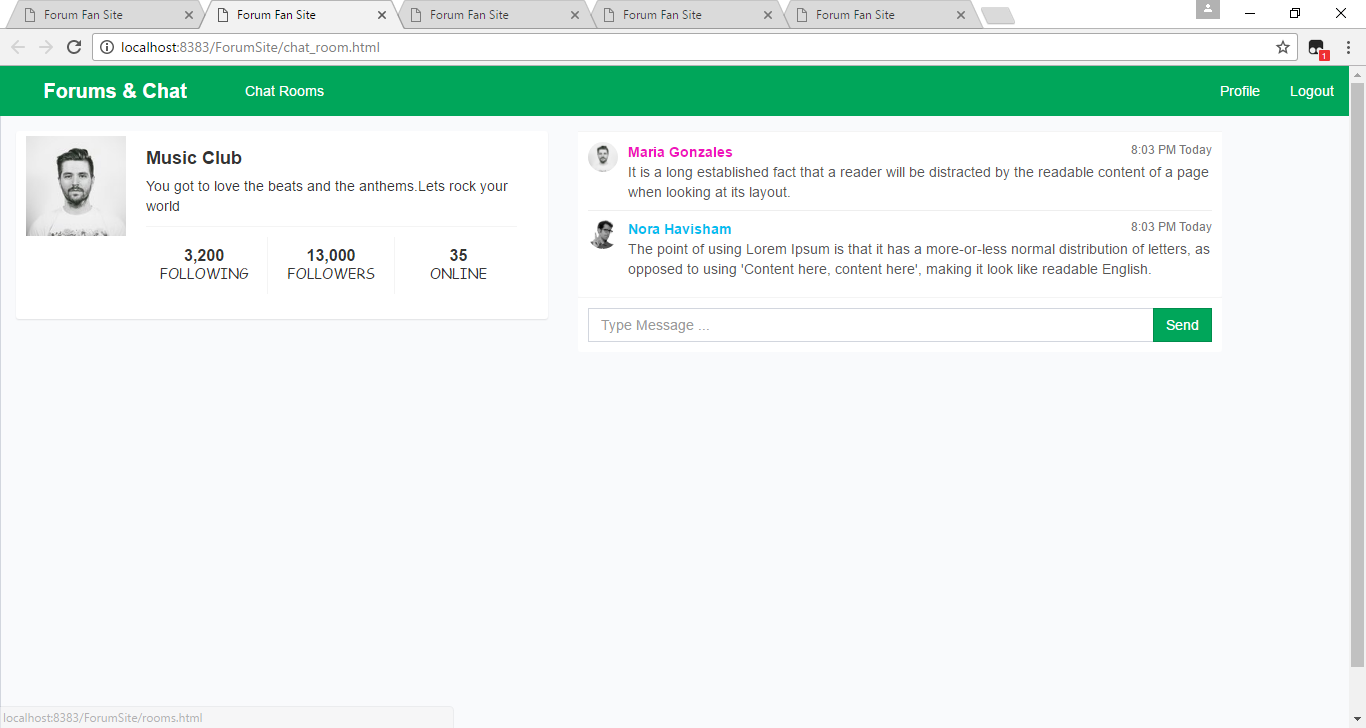 Forum Fan Site
Forum Fan Site
Forum Fan Site
Forum Fan Site
Forum Fan Site
localhost:8383/ForumSite/chat_room.html
1
Forums & Chat
Chat Rooms
Profile
Logout
Music Club
You got to love the beats and the anthems.Lets rock your
world
3,200
FOLLOWING
13,000
FOLLOWERS
35
ONLINE
Maria Gonzales
8:03 PM Today
It is a long established fact that a reader will be distracted by the readable content of a page
when looking at its layout.
Nora Havisham
8:03 PM Today
The point of using Lorem Ipsum is that it has a more-or-less normal distribution of letters, as
opposed to using 'Content here, content here', making it look like readable English.
Type Message ...
Send
localhost:8383/ForumSite/rooms.html